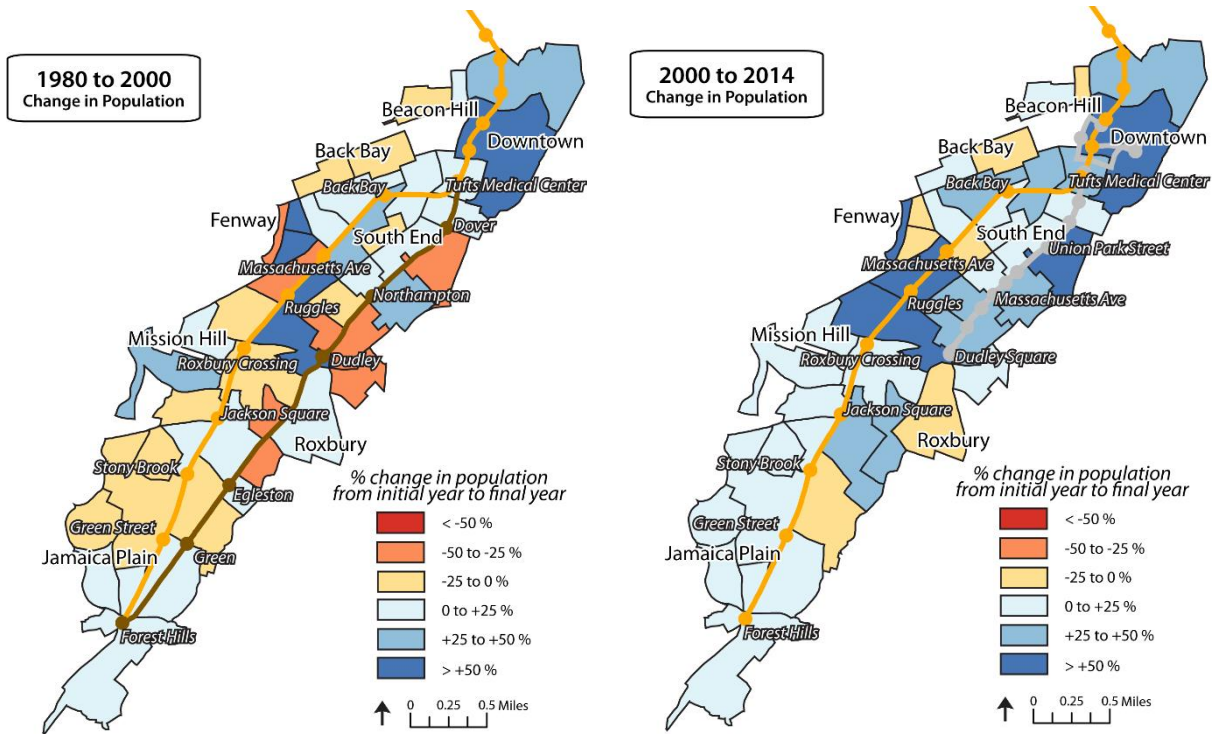 1980 to 2000
Change in Population
Beacon Hill
Downtown
Back Bay
Back Bay
Tufts Medical Center
Fenway
Dover
South End
Massachusetts Ave
Northampton
Ruggles
Mission Hill
Roxbury Crossing
Dudley
Jackson Square
Roxbury
Stony Brook
Egleston
Green Street
Green
Jamaica Plain
Forest Hills
% change in population
from initial year to final year
< -50 %
-50 to -25 %
-25 to 0 %
0 to +25 %
+25 to +50 %
> +50 %
0 0.25 0.5 Miles
2000 to 2014
Change in Population
Beacon Hill
Downtown
Back Bay
Back Bay
Tufts Medical Center
Fenway
South End
Union Park Street
Massachusetts Ave
Massachusetts Ave
Ruggles
Mission Hill
Roxbury Crossing
Dudley Square
Jackson Square
Roxbury
Stony Brook
Green Street
Jamaica Plain
Forest Hills
% change in population
from initial year to final year
< -50 %
-50 to -25 %
-25 to 0 %
0 to +25 %
+25 to +50 %
> +50 %
0 0.25 0.5 Miles